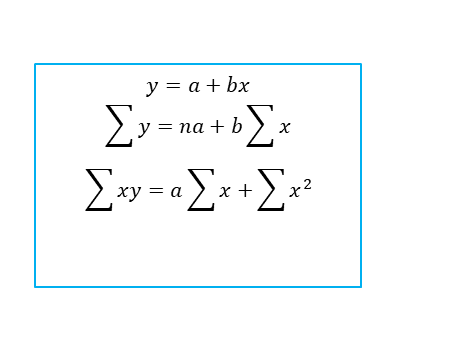 y = a + bx
∑y = na + b∑x
∑xy = a∑x + ∑x²